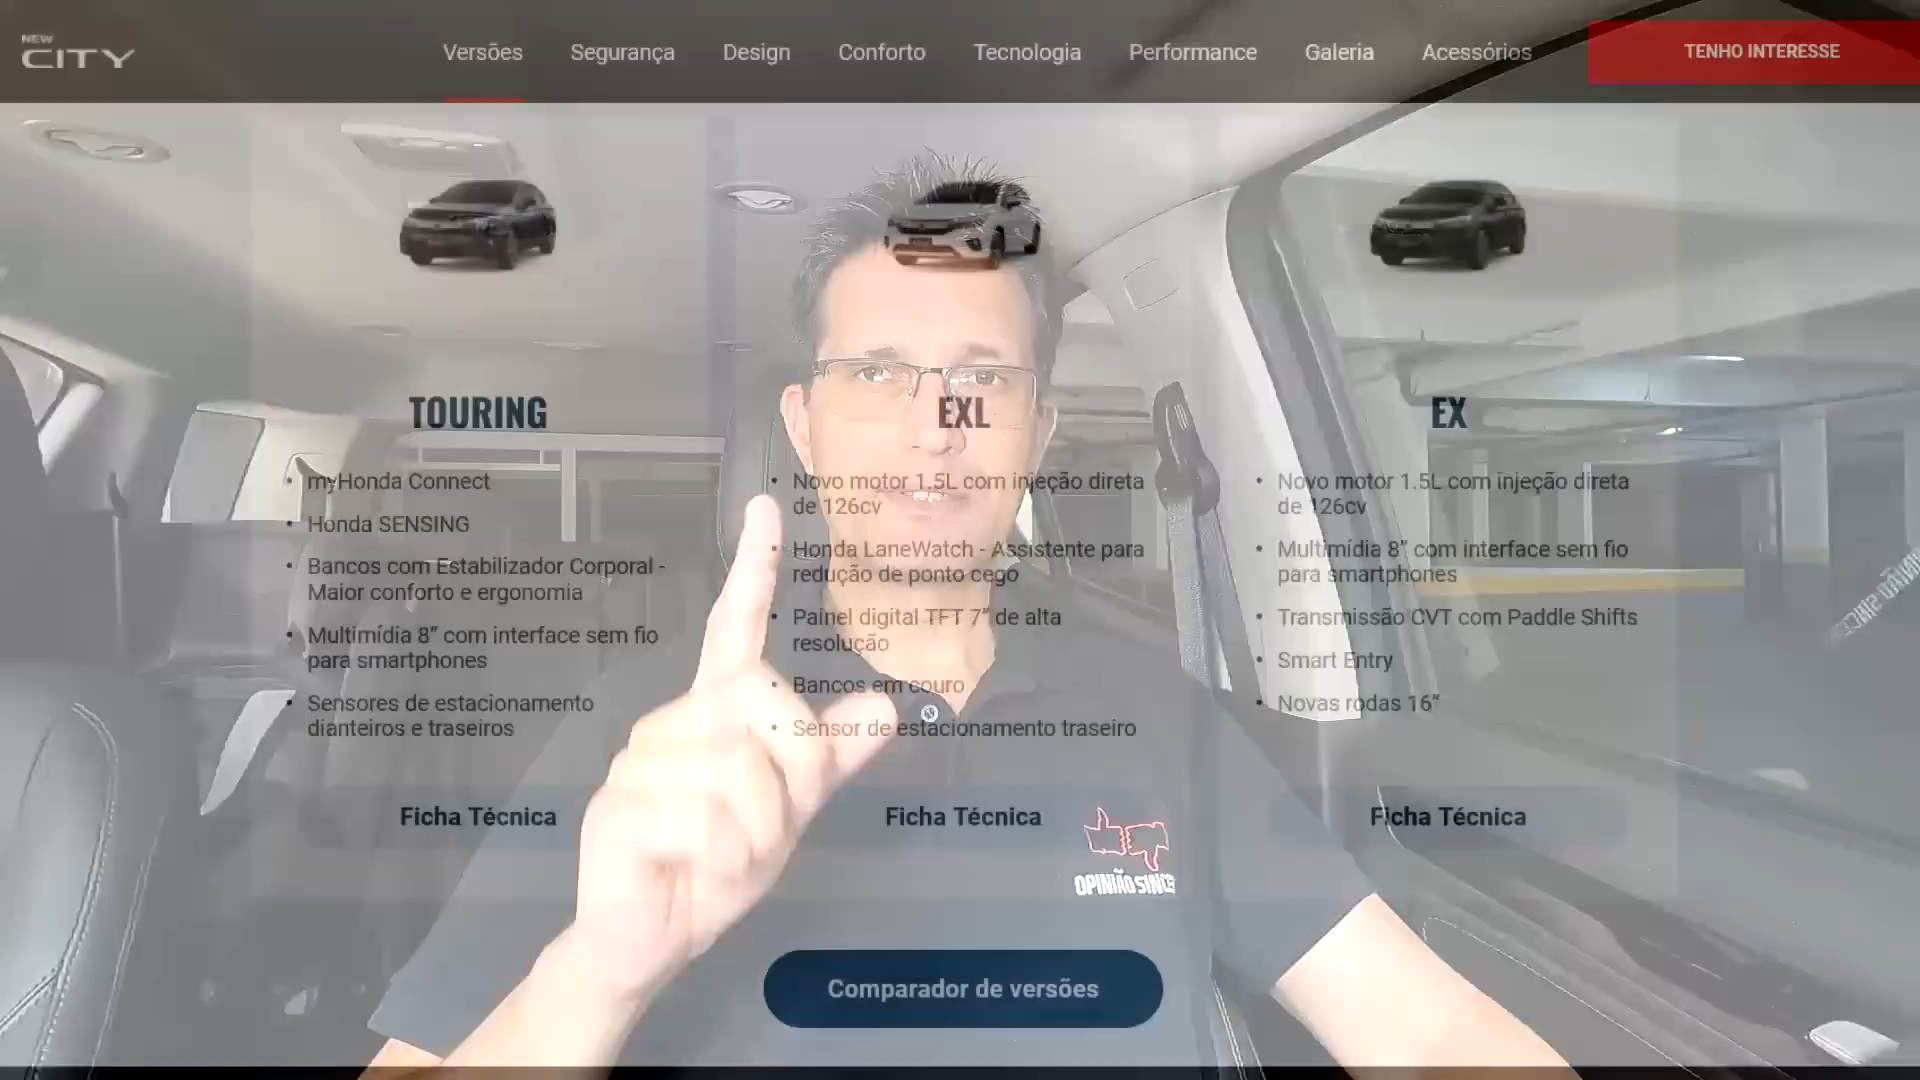 NEW
CITY
Versões Segurança Design Conforto Tecnologia Performance Galeria Acessórios TENHO INTERESSE
TOURING
• myHonda Connect
• Honda SENSING
• Bancos com Estabilizador Corporal -
Maior conforto e ergonomia
• Multimídia 8” com interface sem fio
para smartphones
• Sensores de estacionamento
dianteiros e traseiros
Ficha Técnica
EXL
• Novo motor 1.5L com injeção direta
de 126cv
• Honda LaneWatch - Assistente para
redução de ponto cego
• Painel digital TFT 7” de alta
resolução
• Bancos em couro
• Sensor de estacionamento traseiro
Ficha Técnica
EX
• Novo motor 1.5L com injeção direta
de 126cv
• Multimídia 8” com interface sem fio
para smartphones
• Transmissão CVT com Paddle Shifts
• Smart Entry
• Novas rodas 16“
Ficha Técnica
OPINIÃO SINCE
Comparador de versões